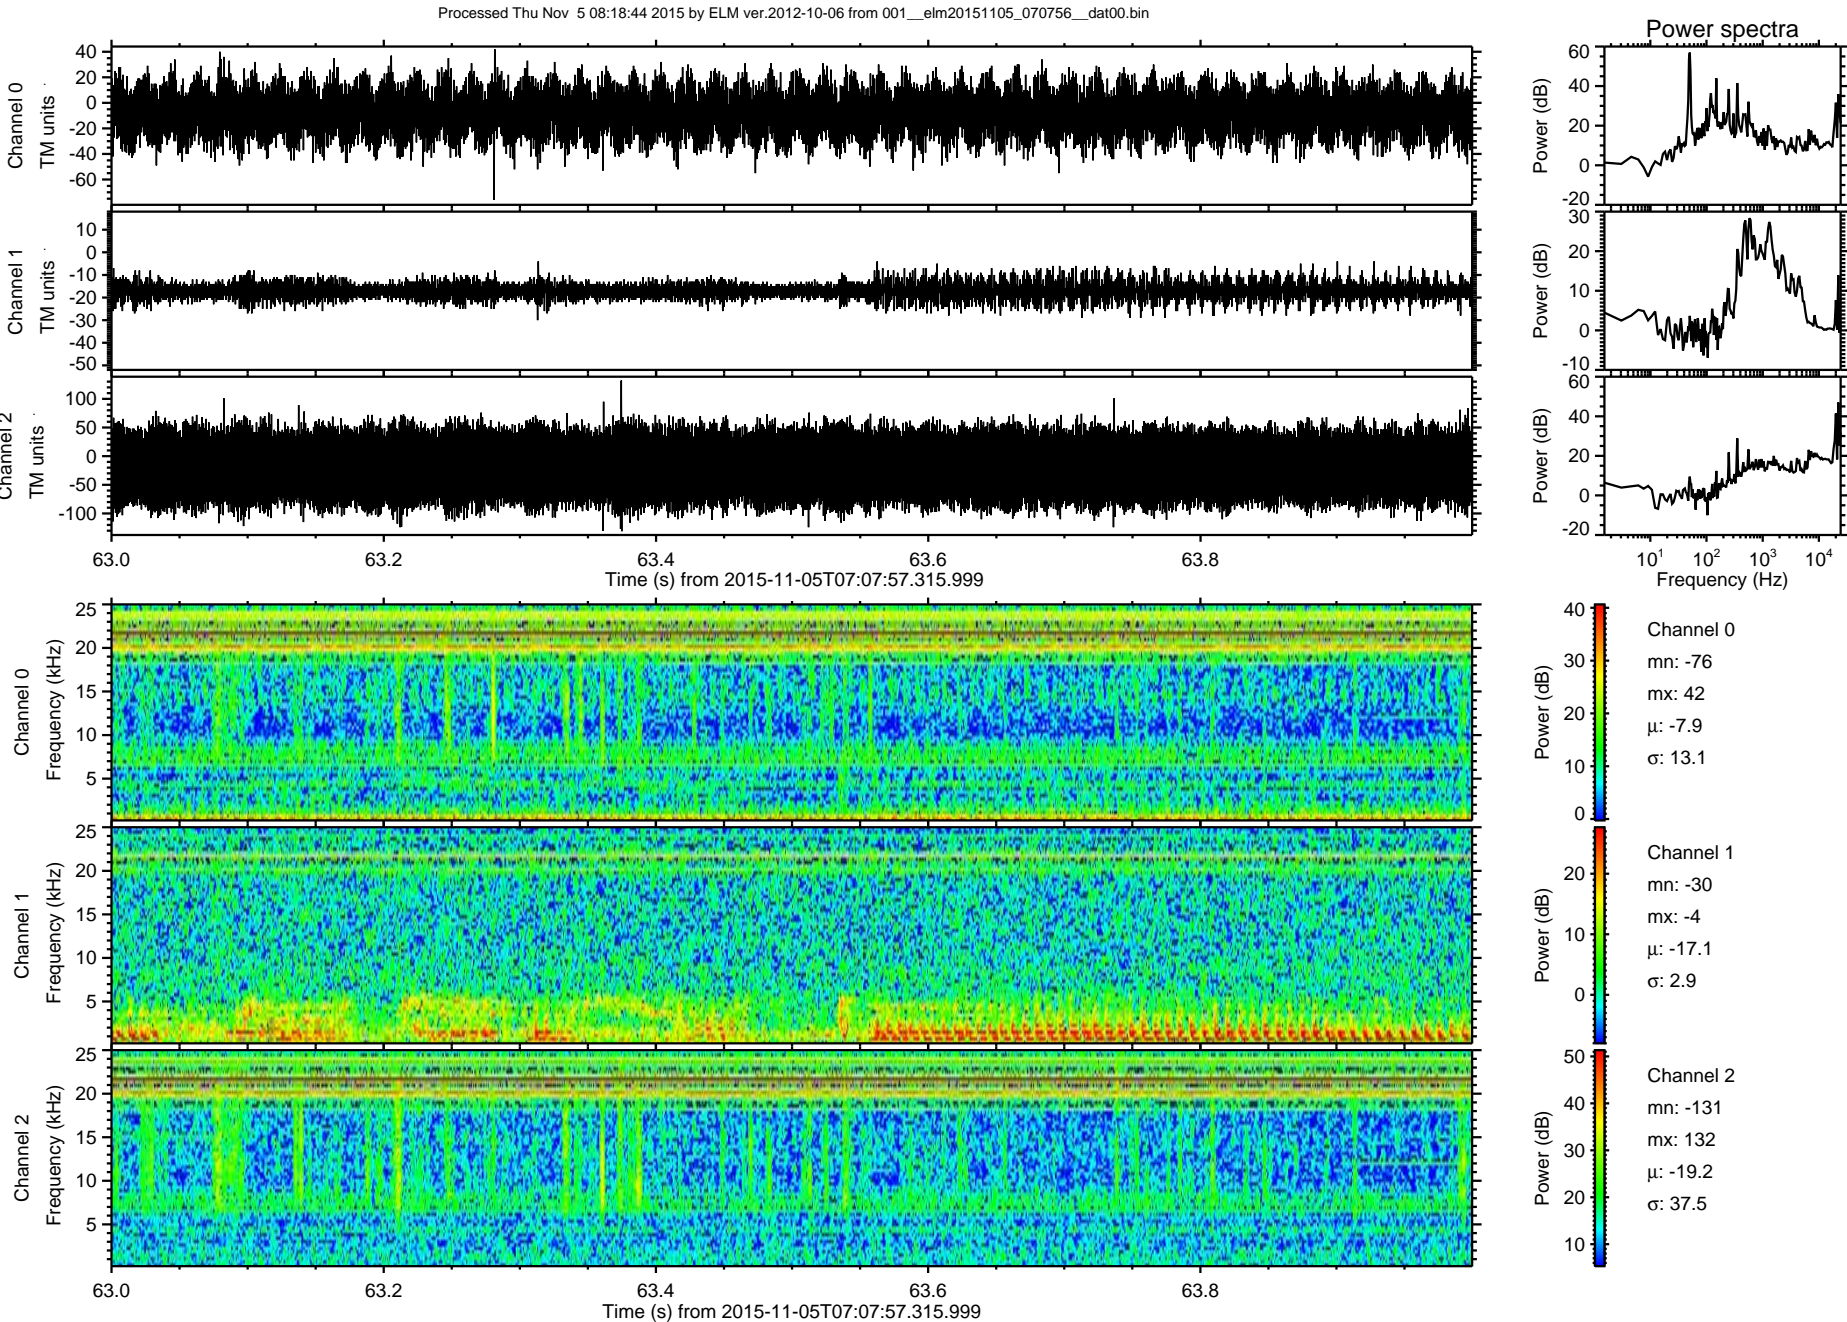 Processed Thu Nov 5 08:18:44 2015 by ELM ver.2012-10-06 from 001__elm20151105_070756__dat00.bin
Power spectra
Channel 0
TM units
40
20
0
-20
-40
-60
Power (dB)
60
40
20
0
-20
Channel 1
TM units
10
0
-10
-20
-30
-40
-50
Power (dB)
30
20
10
0
-10
Channel 2
TM units
100
50
0
-50
-100
Power (dB)
60
40
20
0
-20
63.0 63.2 63.4 63.6 63.8
Time (s) from 2015-11-05T07:07:57.315.999
10^1 10^2 10^3 10^4
Frequency (Hz)
Channel 0
Frequency (kHz)
25
20
15
10
5
Power (dB)
40
30
20
10
0
Channel 0
mn: -76
mx: 42
μ: -7.9
σ: 13.1
Channel 1
Frequency (kHz)
25
20
15
10
5
Power (dB)
20
10
0
Channel 1
mn: -30
mx: -4
μ: -17.1
σ: 2.9
Channel 2
Frequency (kHz)
25
20
15
10
5
Power (dB)
50
40
30
20
10
Channel 2
mn: -131
mx: 132
μ: -19.2
σ: 37.5
63.0 63.2 63.4 63.6 63.8
Time (s) from 2015-11-05T07:07:57.315.999